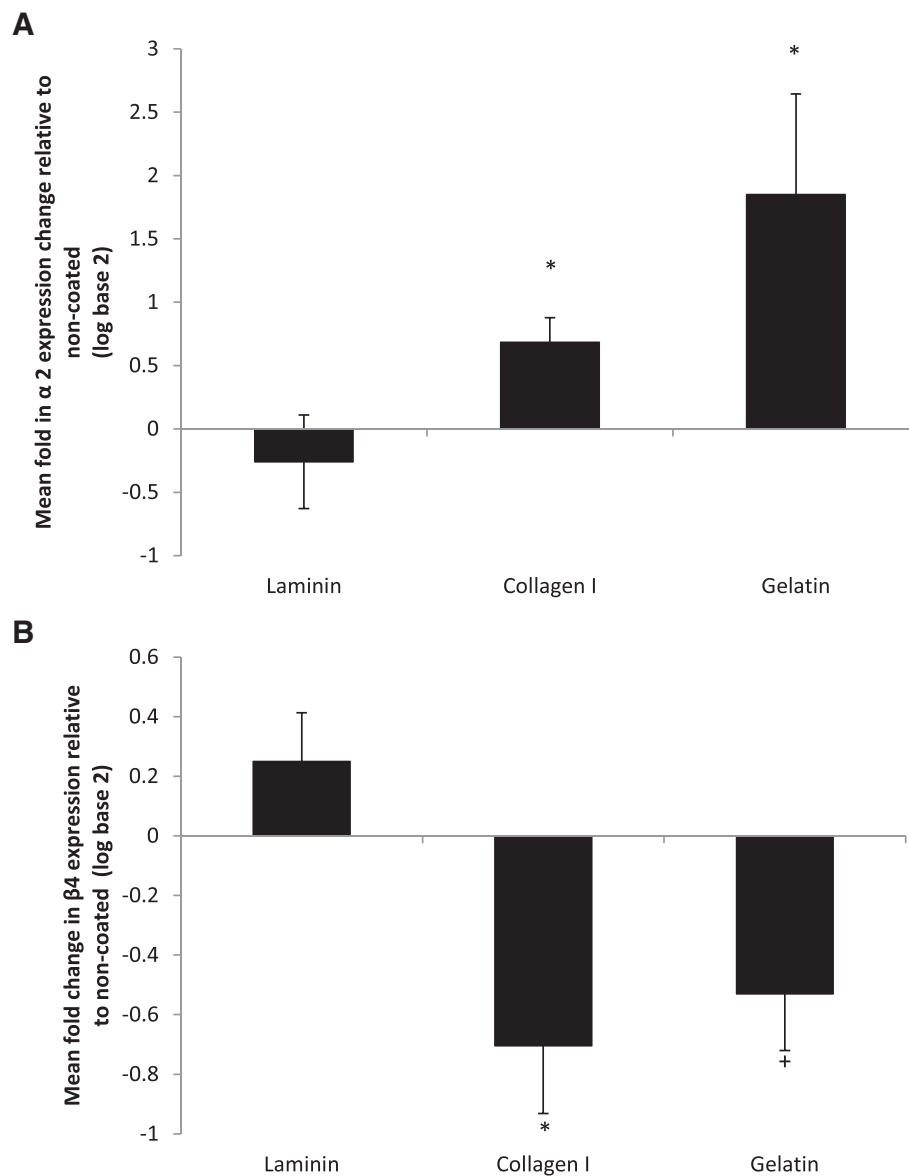 A
Mean fold in α 2 expression change relative to
non-coated
(log base 2)
3
2.5
2
1.5
1
0.5
0
-0.5
-1
*
*
Laminin
Collagen I
Gelatin
B
Mean fold change in β4 expression relative
to non-coated (log base 2)
0.6
0.4
0.2
0
-0.2
-0.4
-0.6
-0.8
-1
*
+
Laminin
Collagen I
Gelatin